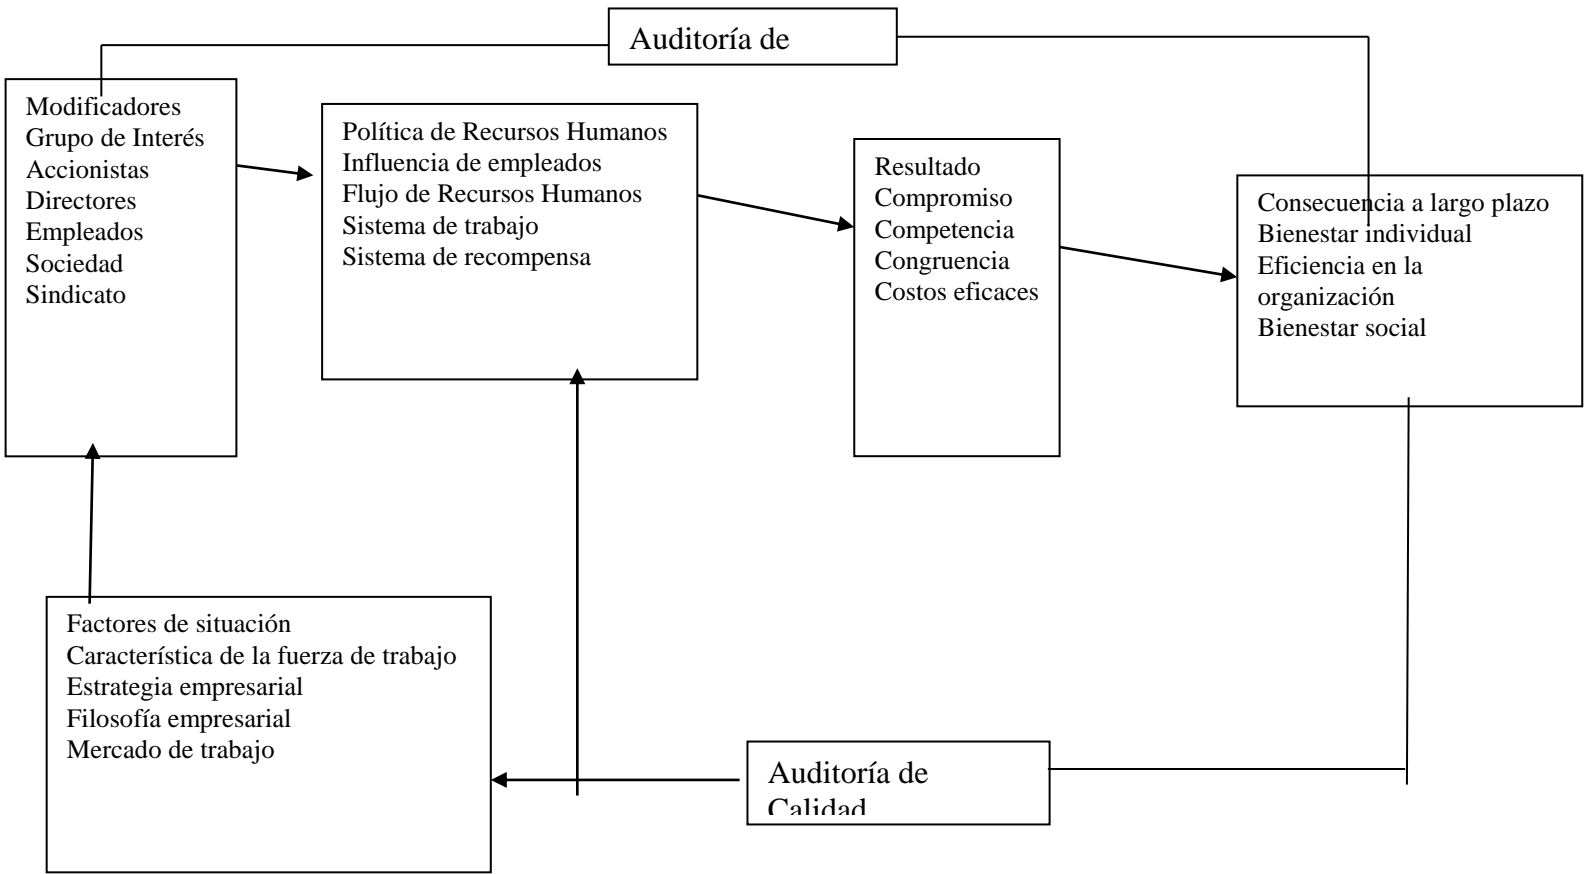 Auditoría de
Modificadores
Grupo de Interés
Accionistas
Directores
Empleados
Sociedad
Sindicato
Política de Recursos Humanos
Influencia de empleados
Flujo de Recursos Humanos
Sistema de trabajo
Sistema de recompensa
Resultado
Compromiso
Competencia
Congruencia
Costos eficaces
Consecuencia a largo plazo
Bienestar individual
Eficiencia en la
organización
Bienestar social
Factores de situación
Característica de la fuerza de trabajo
Estrategia empresarial
Filosofía empresarial
Mercado de trabajo
Auditoría de
Calidad